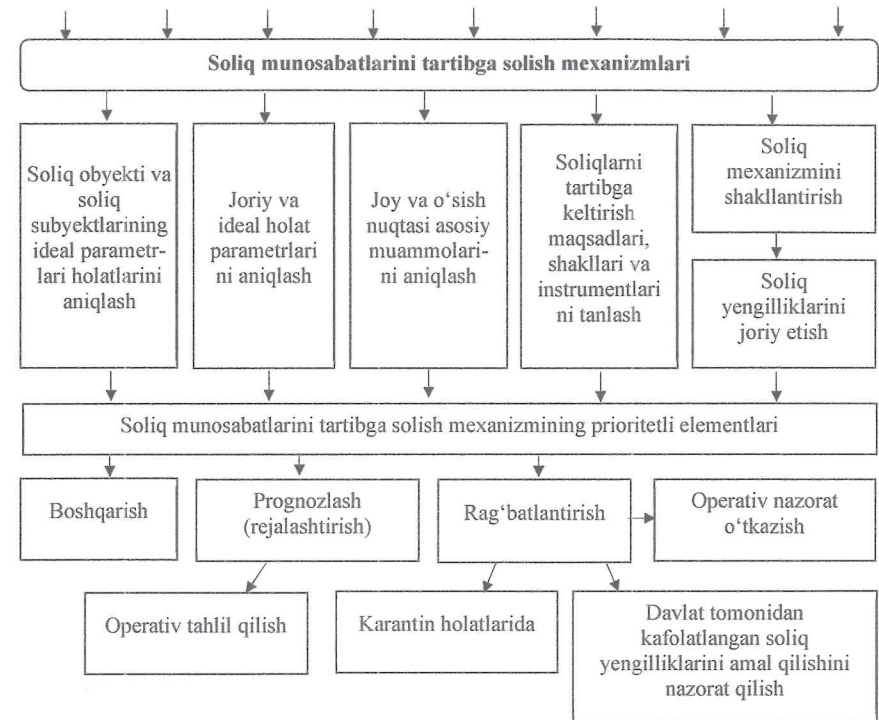 Soliq munosabatlarini tartibga solish mexanizmlari
Soliq obyekti va
soliq
subyektlarining
ideal parametr-
lari holatlarini
aniqlash
Joriy va
ideal holat
parametrlari
ni aniqlash
Joy va o‘sish
nuqtasi asosiy
muammolari-
ni aniqlash
Soliqlarni
tartibga
keltirish
maqsadlari,
shakllari va
instrumentlari
ni tanlash
Soliq
mexanizmini
shakllantirish
Soliq
yengilliklarini
joriy etish
Soliq munosabatlarini tartibga solish mexanizmining prioritetli elementlari
Boshqarish
Prognozlash
(rejalashtirish)
Rag‘batlantirish
Operativ nazorat
o‘tkazish
Operativ tahlil qilish
Karantin holatlarida
Davlat tomonidan
kafolatlangan soliq
yengilliklarini amal qilishini
nazorat qilish